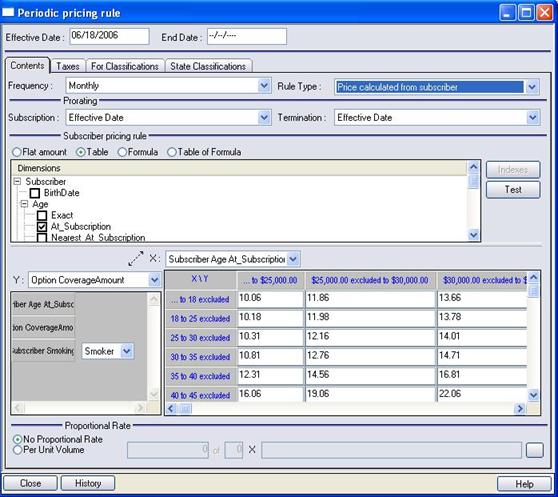 Periodic pricing rule
Effective Date : 06/18/2006 End Date : --/--/----
Contents Taxes For Classifications State Classifications
Frequency : Monthly Rule Type : Price calculated from subscriber
Prorating
Subscription : Effective Date Termination : Effective Date
Subscriber pricing rule
Flat amount Table Formula Table of Formula
Dimensions
Subscriber
BirthDate
Age
Exact
At_Subscription
Nearest_At_Subscription
Indexes
Test
X : Subscriber Age At_Subscription
Y : Option CoverageAmount
iber Age At_Subsc
ion CoverageAmo
ubscriber Smoking Smoker
X \ Y ... to $25,000.00 $25,000.00 excluded to $30,000.00 $30,000.00 excluded to $
... to 18 excluded 10.06 11.86 13.66
18 to 25 excluded 10.18 11.98 13.78
25 to 30 excluded 10.31 12.16 14.01
30 to 35 excluded 10.81 12.76 14.71
35 to 40 excluded 12.31 14.56 16.81
40 to 45 excluded 16.06 19.06 22.06
Proportional Rate
No Proportional Rate
Per Unit Volume 0 of 0 X
Close History Help